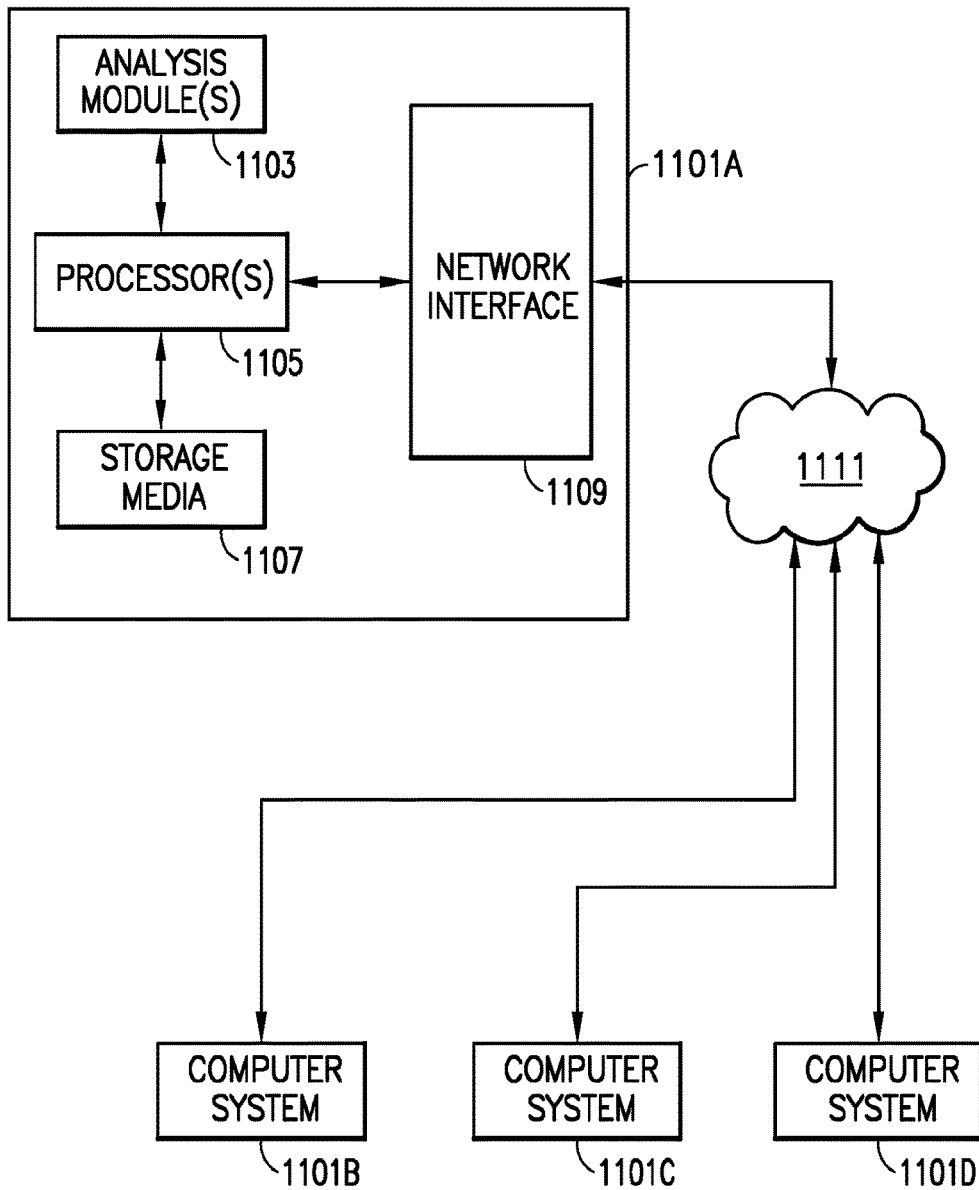 ANALYSIS
MODULE(S)
1103
1101A
PROCESSOR(S)
NETWORK
INTERFACE
1105
1111
STORAGE
MEDIA
1109
1107
COMPUTER
SYSTEM
1101B
COMPUTER
SYSTEM
1101C
COMPUTER
SYSTEM
1101D